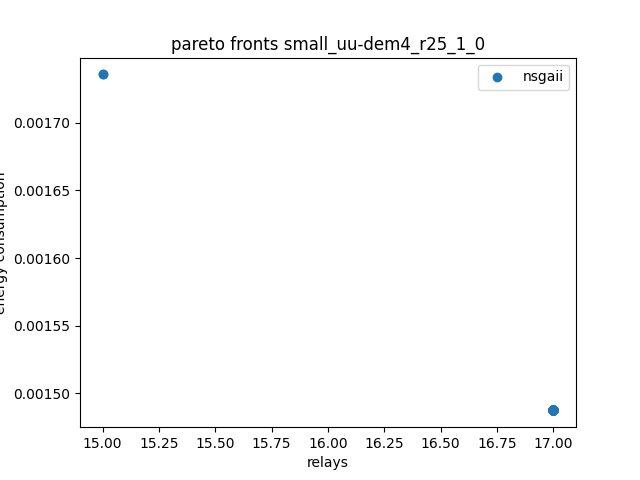 pareto fronts small_uu-dem4_r25_1_0
nsgaii
0.00170
0.00165
0.00160
0.00155
0.00150
energy consumption
15.00 15.25 15.50 15.75 16.00 16.25 16.50 16.75 17.00
relays